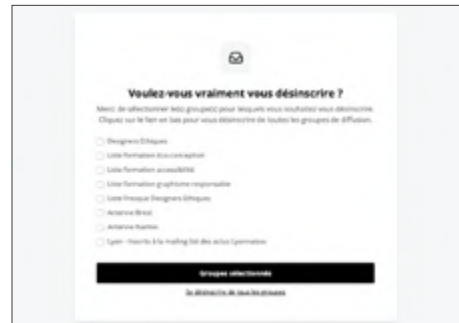 Voulez-vous vraiment vous désinscrire ?
Merci de sélectionner le(s) groupe(s) pour lesquels vous souhaitez vous désinscrire.
Cliquez sur le lien en bas pour vous désinscrire de toutes les groupes de diffusion.
Designers Ethiques
Liste formation éco-conception
Liste formation accessibilité
Liste formation graphisme responsable
Liste Fresque Designers Ethiques
Antenne Brest
Antenne Nantes
Lyon - Inscrits à la mailing list des actus Lyonnaises
Groupes sélectionnés
Se désinscrire de tous les groupes